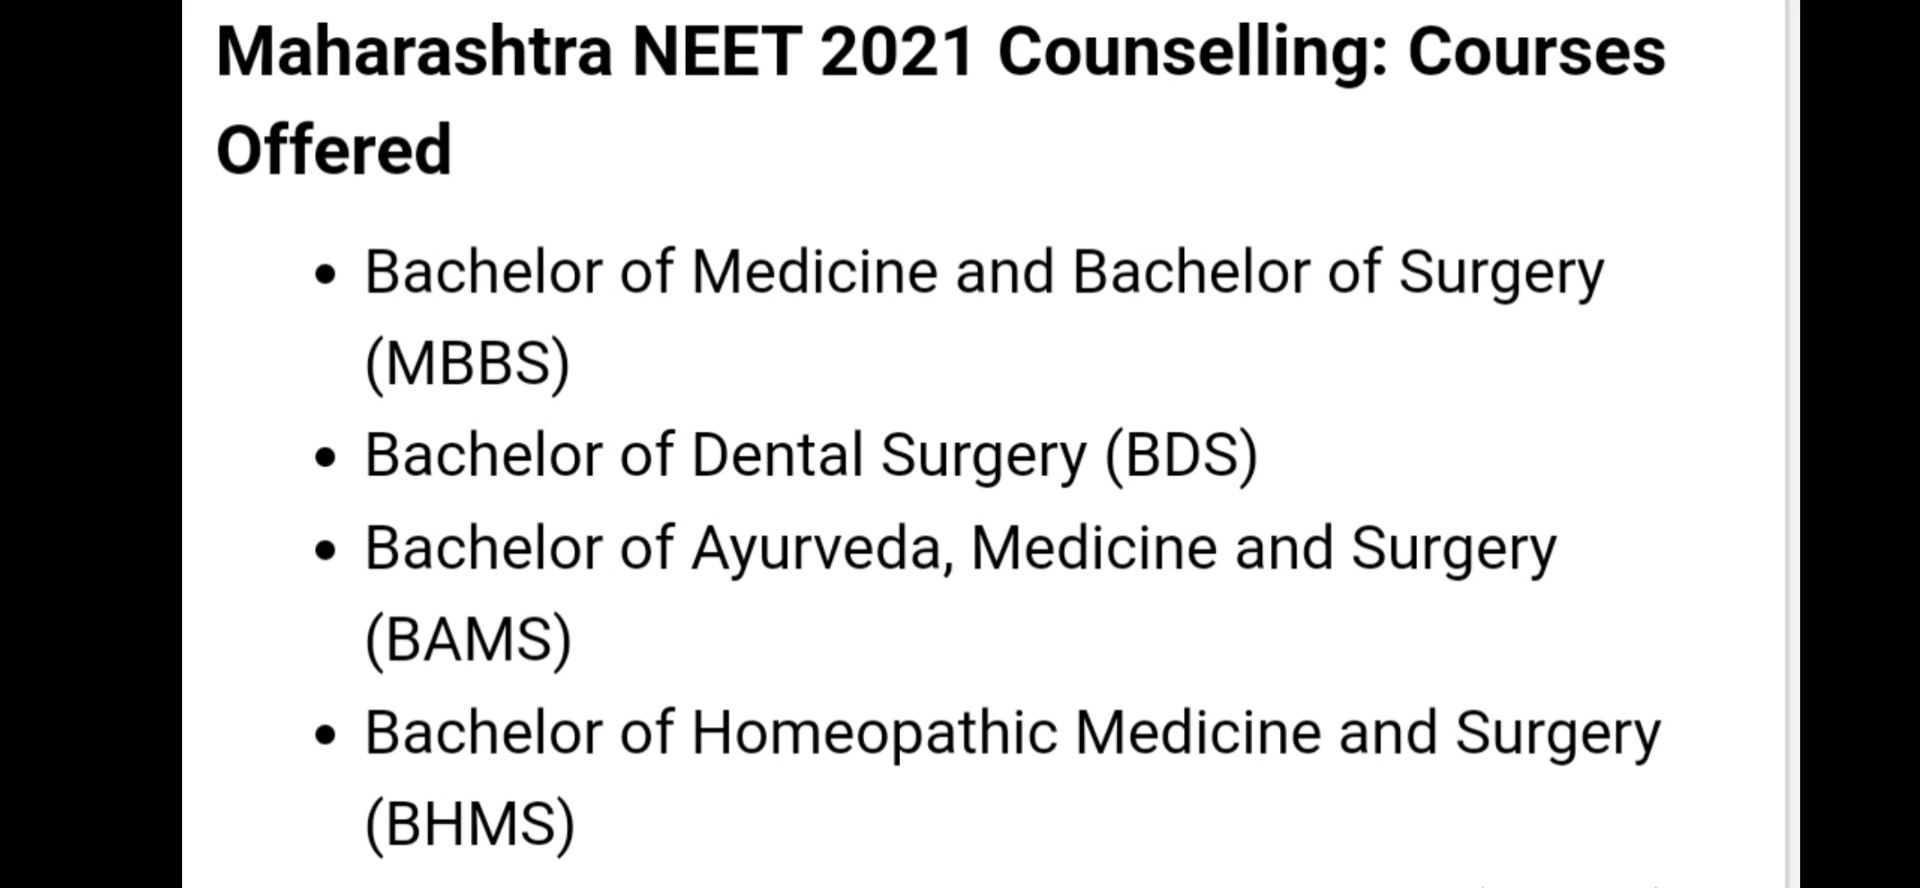 Maharashtra NEET 2021 Counselling: Courses
Offered
• Bachelor of Medicine and Bachelor of Surgery
(MBBS)
• Bachelor of Dental Surgery (BDS)
• Bachelor of Ayurveda, Medicine and Surgery
(BAMS)
• Bachelor of Homeopathic Medicine and Surgery
(BHMS)